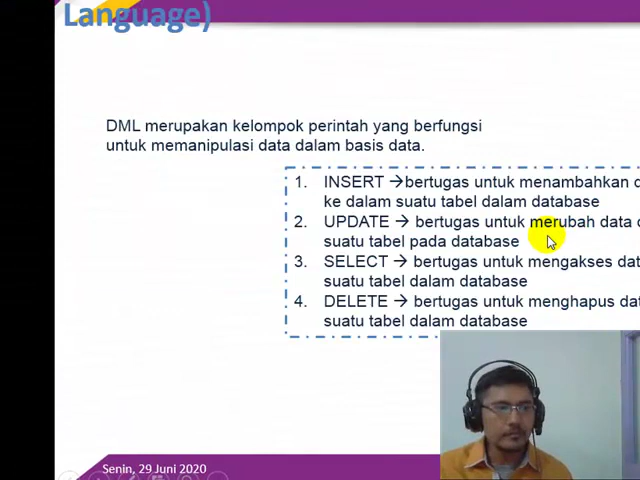 Language)
DML merupakan kelompok perintah yang berfungsi
untuk memanipulasi data dalam basis data.
1. INSERT →bertugas untuk menambahkan
ke dalam suatu tabel dalam database
2. UPDATE → bertugas untuk merubah data
suatu tabel pada database
3. SELECT → bertugas untuk mengakses
suatu tabel dalam database
4. DELETE → bertugas untuk menghapus
suatu tabel dalam database
Senin, 29 Juni 2020